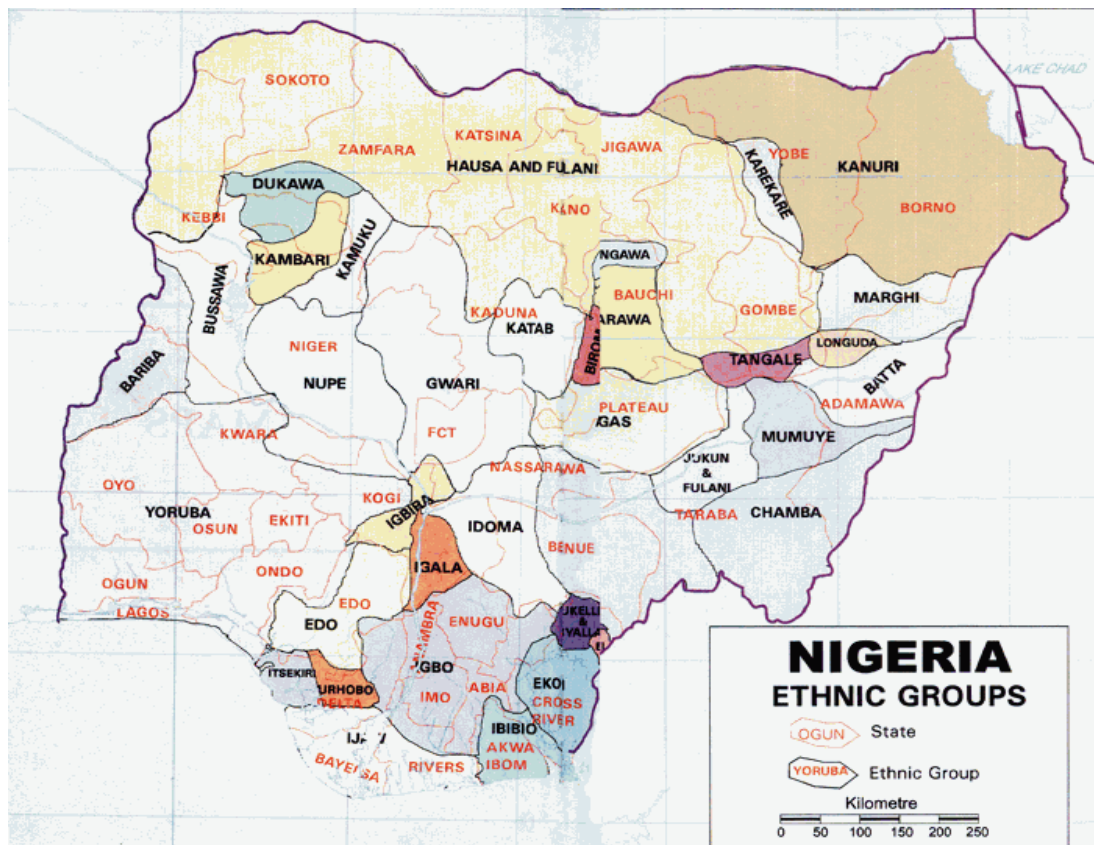 LAKE CHAD
SOKOTO
KATSINA
ZAMFARA
JIGAWA
HAUSA AND FULANI
YOBE
KANURI
KAREKARE
DUKAWA
KEBBI
KANO
BORNO
KAMUKU
KAMBARI
NGAWA
BUSSAWA
BAUCHI
MARGHI
KADUNA
GOMBE
KATAB
ARAWA
NIGER
BIROM
LONGUDA
TANGALE
BARIBA
NUPE
GWARI
BATTA
PLATEAU
ADAMAWA
GAS
KWARA
FCT
MUMUYE
JUKUN
&
FULANI
NASSARAWA
OYO
KOGI
IGBIRA
YORUBA
OSUN
EKITI
IDOMA
TARABA
CHAMBA
BENUE
IGALA
ONDO
OGUN
LAGOS
EDO
EDO
ANAMBRA
ENUGU
UKELLE
&
IYALLA
IGBO
ITSEKIRI
URHOBO
DELTA
IMO
ABIA
EKOI
CROSS
RIVER
IBIBIO
AKWA
IBOM
BAYELSA
RIVERS
NIGERIA
ETHNIC GROUPS
OGUN State
YORUBA Ethnic Group
Kilometre
0 50 100 150 200 250